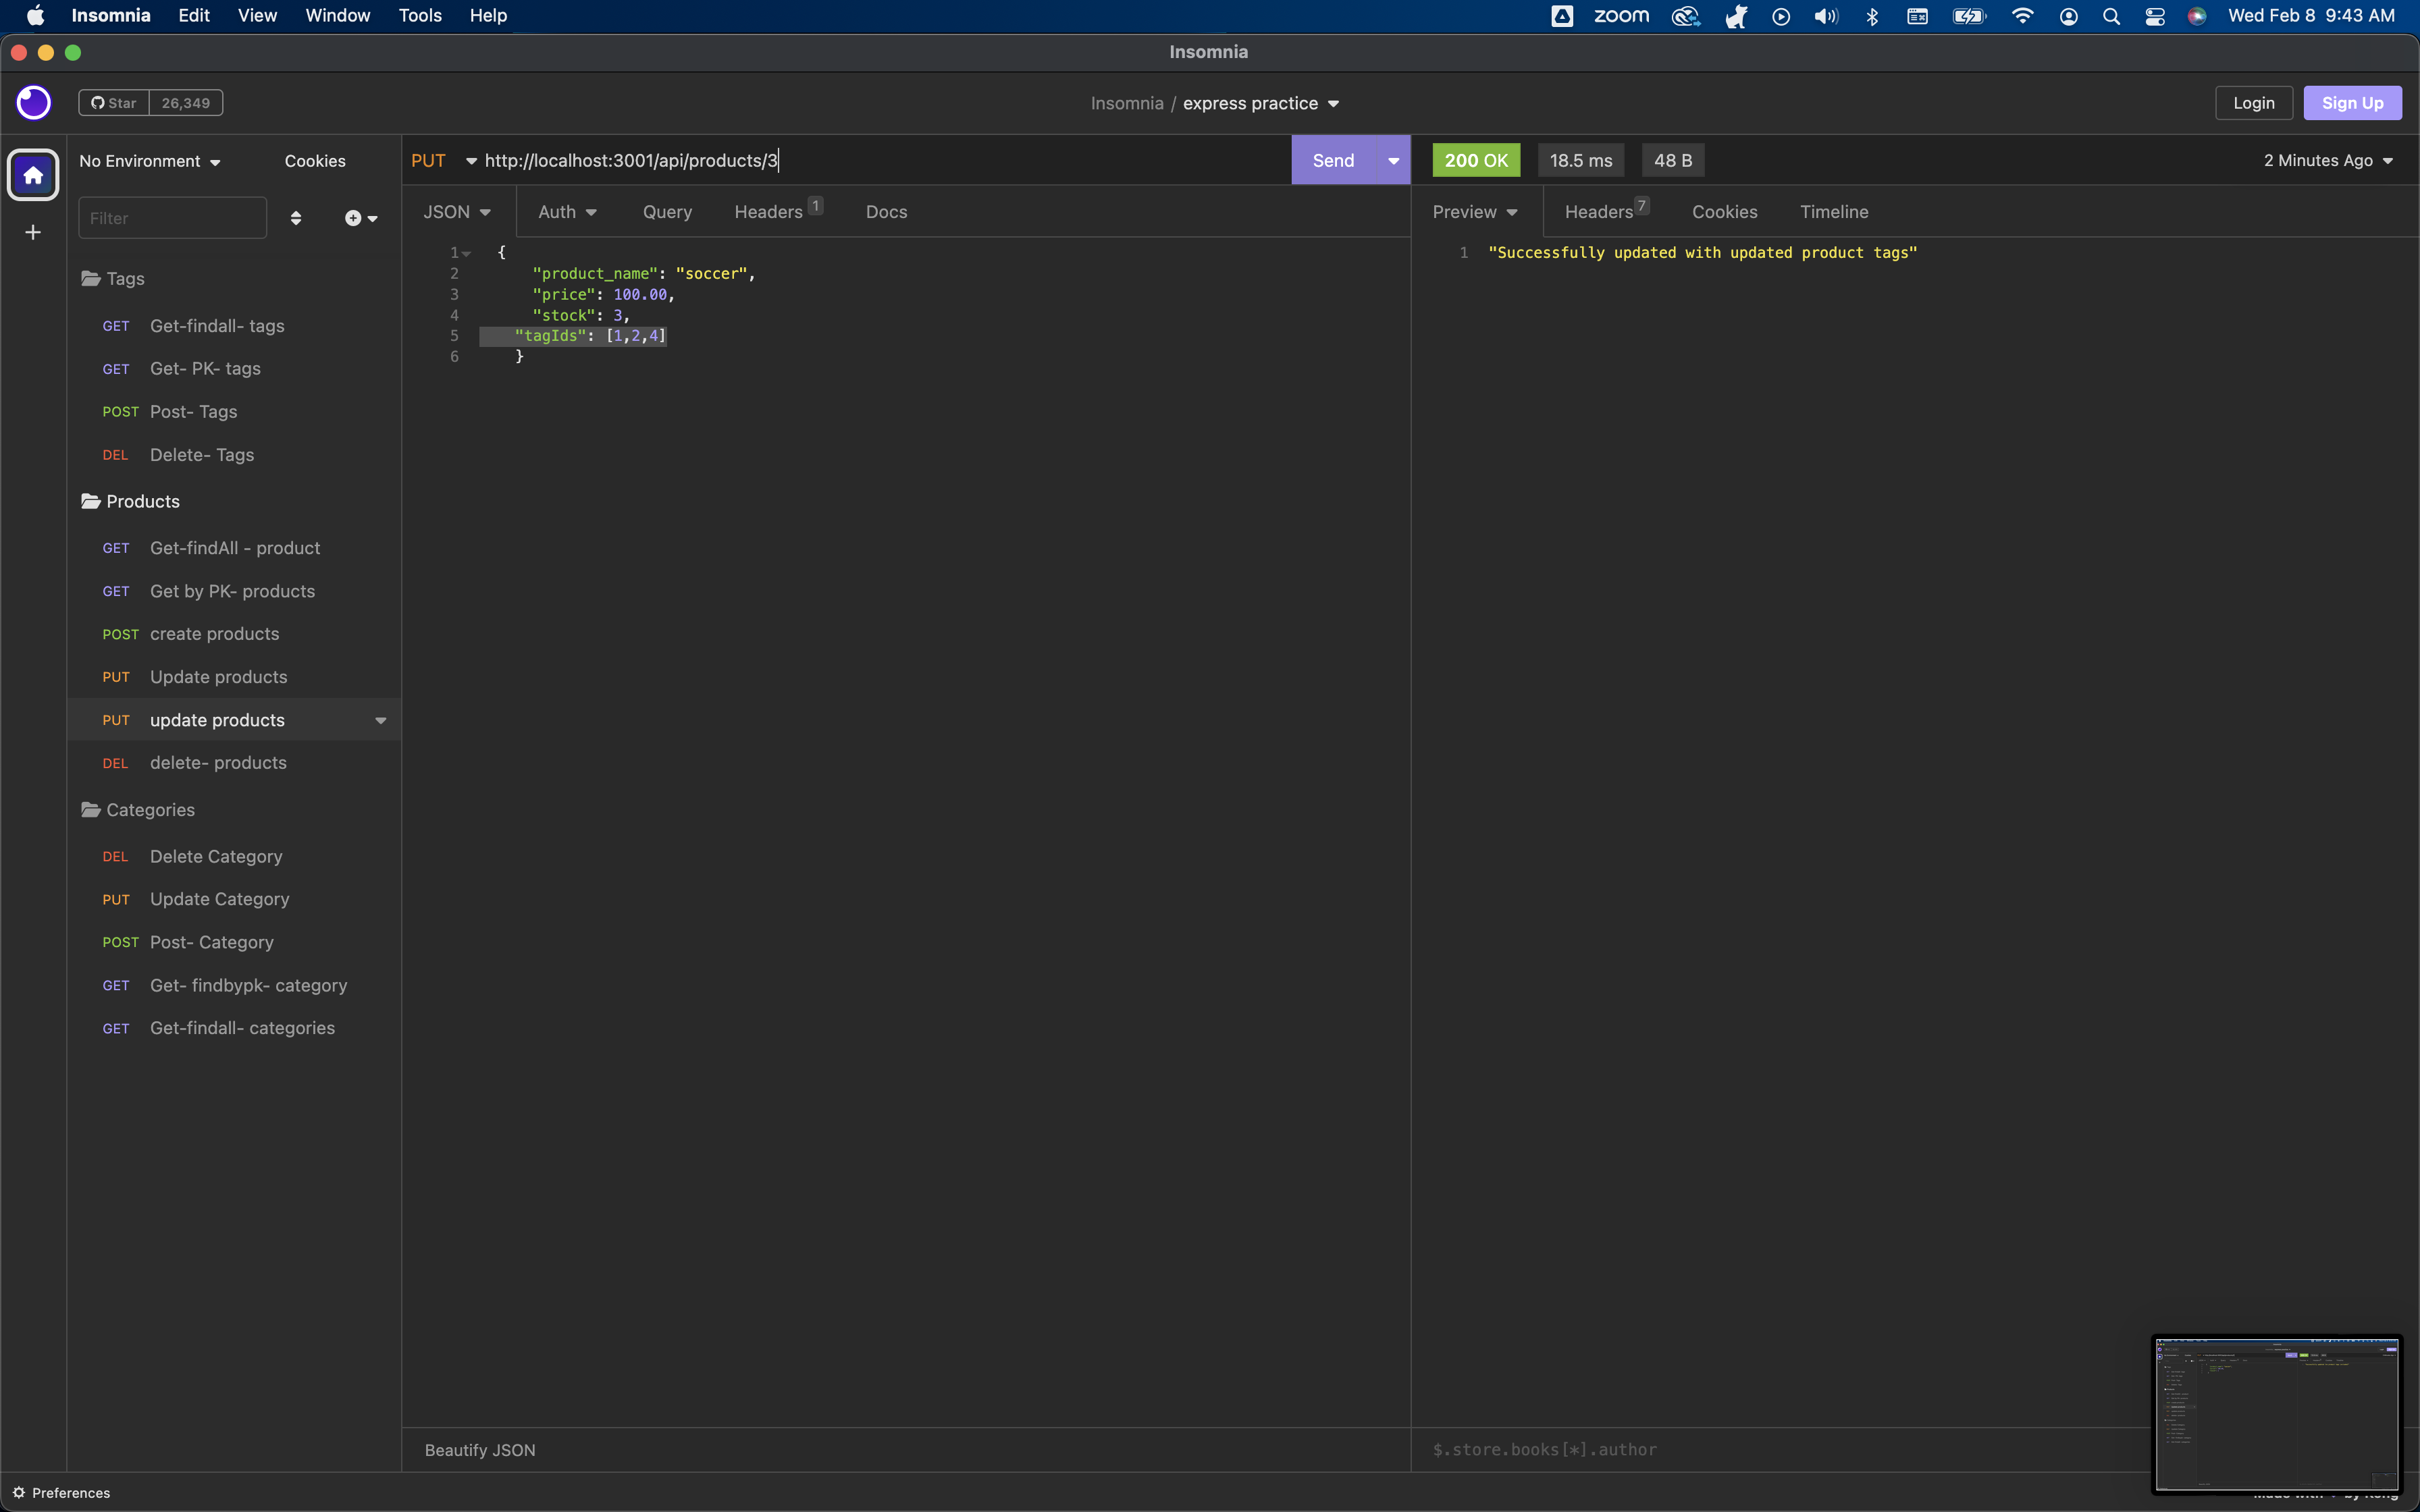 Insomnia Edit View Window Tools Help zoom Wed Feb 8 9:43 AM
Insomnia
Star 26,349 Insomnia / express practice Login Sign Up
No Environment Cookies PUT http://localhost:3001/api/products/3 Send 200 OK 18.5 ms 48 B 2 Minutes Ago
Filter JSON Auth Query Headers 1 Docs Preview Headers 7 Cookies Timeline
1 {
2 "product_name": "soccer",
3 "price": 100.00,
4 "stock": 3,
5 "tagIds": [1,2,4]
6 }
1 "Successfully updated with updated product tags"
Tags
GET Get-findall- tags
GET Get- PK- tags
POST Post- Tags
DEL Delete- Tags
Products
GET Get-findAll - product
GET Get by PK- products
POST create products
PUT Update products
PUT update products
DEL delete- products
Categories
DEL Delete Category
PUT Update Category
POST Post- Category
GET Get- findbypk- category
GET Get-findall- categories
Beautify JSON $.store.books[*].author
Preferences